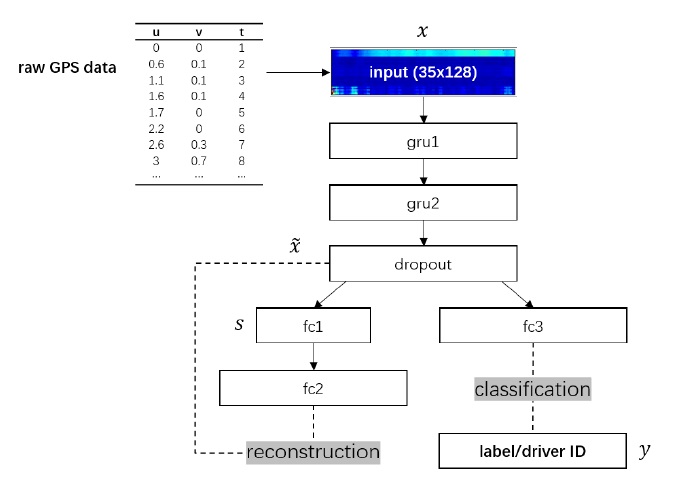 x
raw GPS data
u v t
0 0 1
0.6 0.1 2
1.1 0.1 3
1.6 0.1 4
1.7 0 5
2.2 0 6
2.6 0.3 7
3 0.7 8
... ... ...
input (35x128)
gru1
gru2
x̃
dropout
s
fc1
fc3
fc2
classification
reconstruction
label/driver ID
y